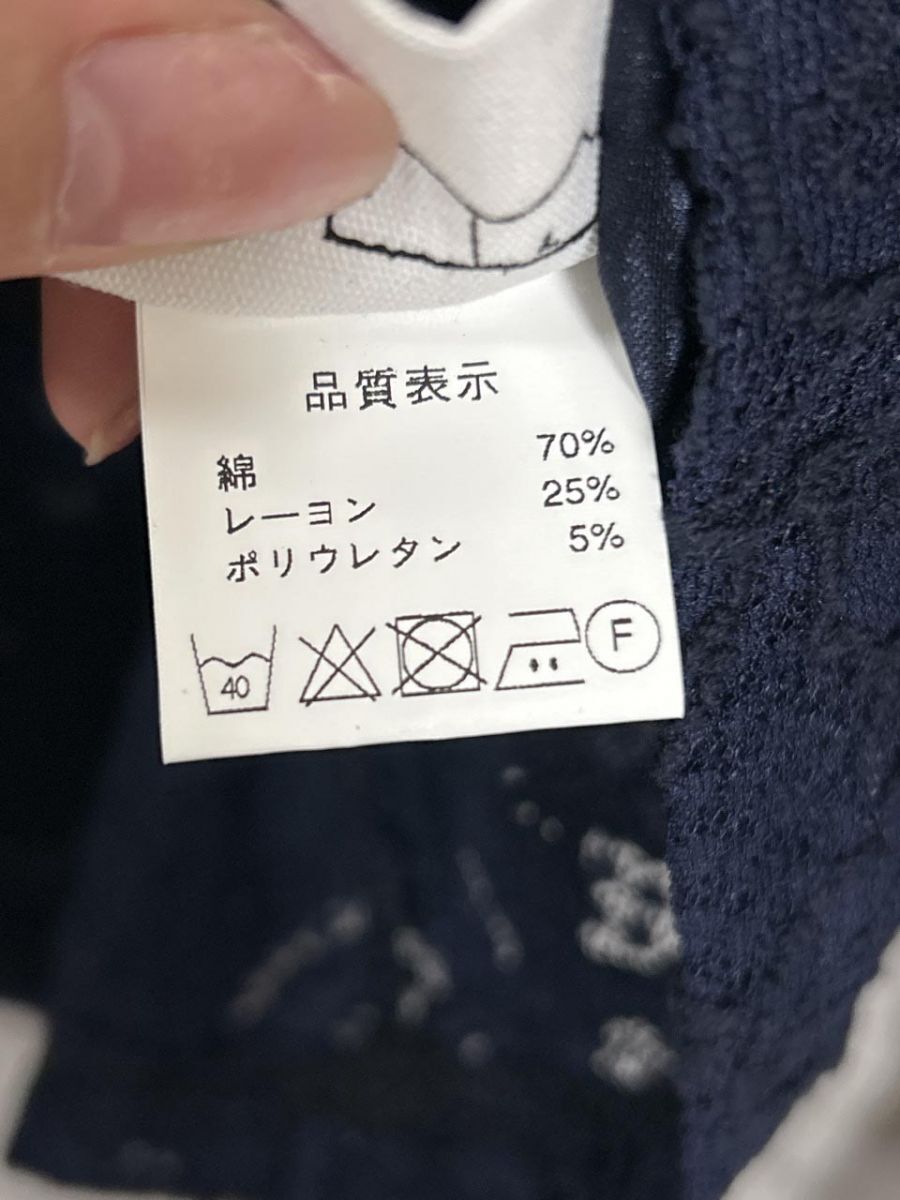 品質表示
綿 70%
レーヨン 25%
ポリウレタン 5%
40 F